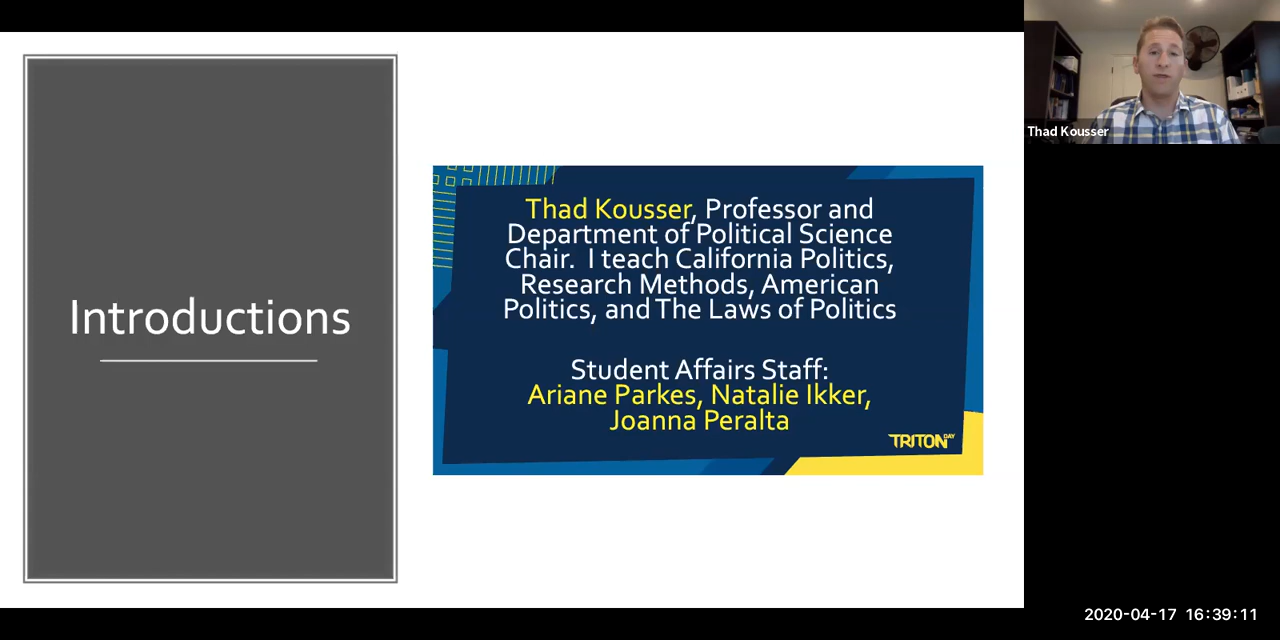 Introductions
Thad Kousser, Professor and
Department of Political Science
Chair. I teach California Politics,
Research Methods, American
Politics, and The Laws of Politics
Student Affairs Staff:
Ariane Parkes, Natalie Ikker,
Joanna Peralta
TRITON DAY
Thad Kousser
2020-04-17 16:39:11